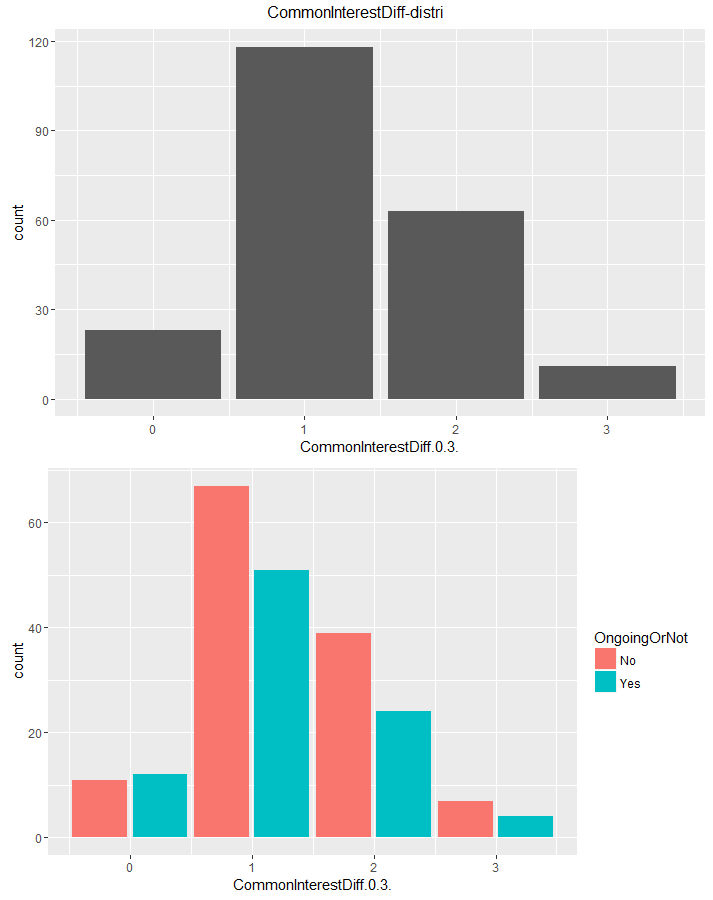 CommonInterestDiff-distri
120
90
60
30
0
count
0 1 2 3
CommonInterestDiff.0.3.
60
40
20
0
count
0 1 2 3
CommonInterestDiff.0.3.
OngoingOrNot
No
Yes